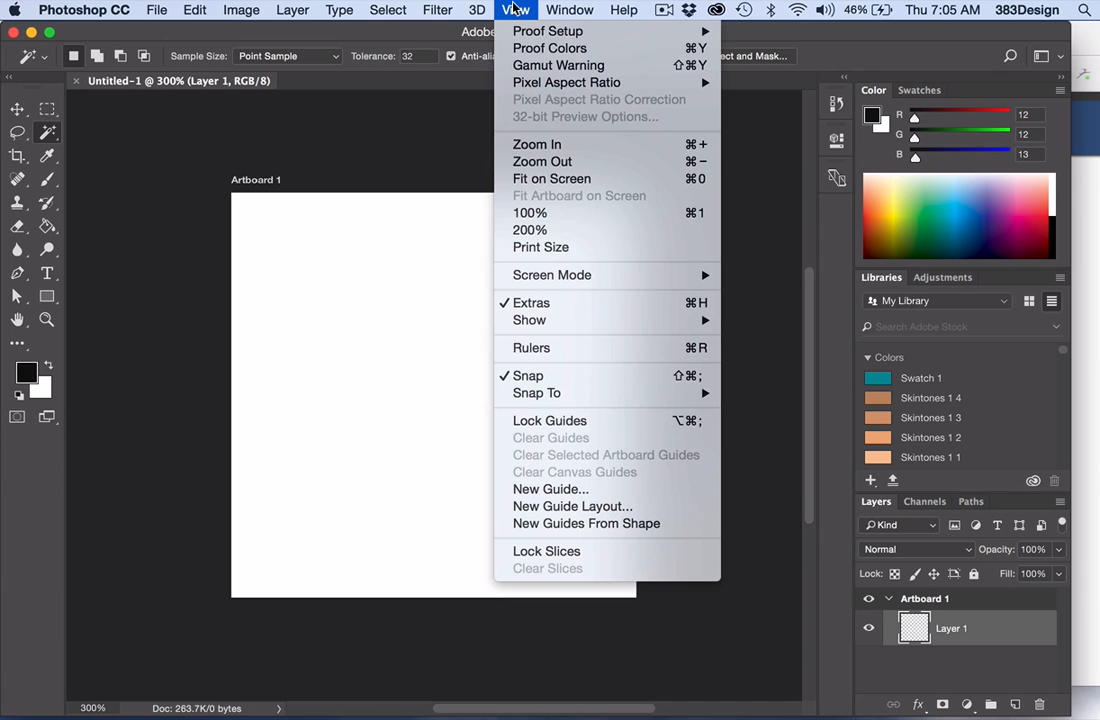 Photoshop CC File Edit Image Layer Type Select Filter 3D View Window Help 46% Thu 7:05 AM 383Design
Sample Size: Point Sample Tolerance: 32 ect and Mask...
× Untitled-1 @ 300% (Layer 1, RGB/8)
Artboard 1
Proof Setup
Proof Colors ⌘Y
Gamut Warning ⇧⌘Y
Pixel Aspect Ratio
Pixel Aspect Ratio Correction
32-bit Preview Options...
Zoom In ⌘+
Zoom Out ⌘−
Fit on Screen ⌘0
Fit Artboard on Screen
100% ⌘1
200%
Print Size
Screen Mode
✓ Extras ⌘H
Show
Rulers ⌘R
✓ Snap ⇧⌘;
Snap To
Lock Guides ⌥⌘;
Clear Guides
Clear Selected Artboard Guides
Clear Canvas Guides
New Guide...
New Guide Layout...
New Guides From Shape
Lock Slices
Clear Slices
Color Swatches
R 12
G 12
B 13
Libraries Adjustments
My Library
Search Adobe Stock
Colors
Swatch 1
Skintones 1 4
Skintones 1 3
Skintones 1 2
Skintones 1 1
Layers Channels Paths
Kind
Normal Opacity: 100%
Lock: Fill: 100%
Artboard 1
Layer 1
300% Doc: 263.7K/0 bytes